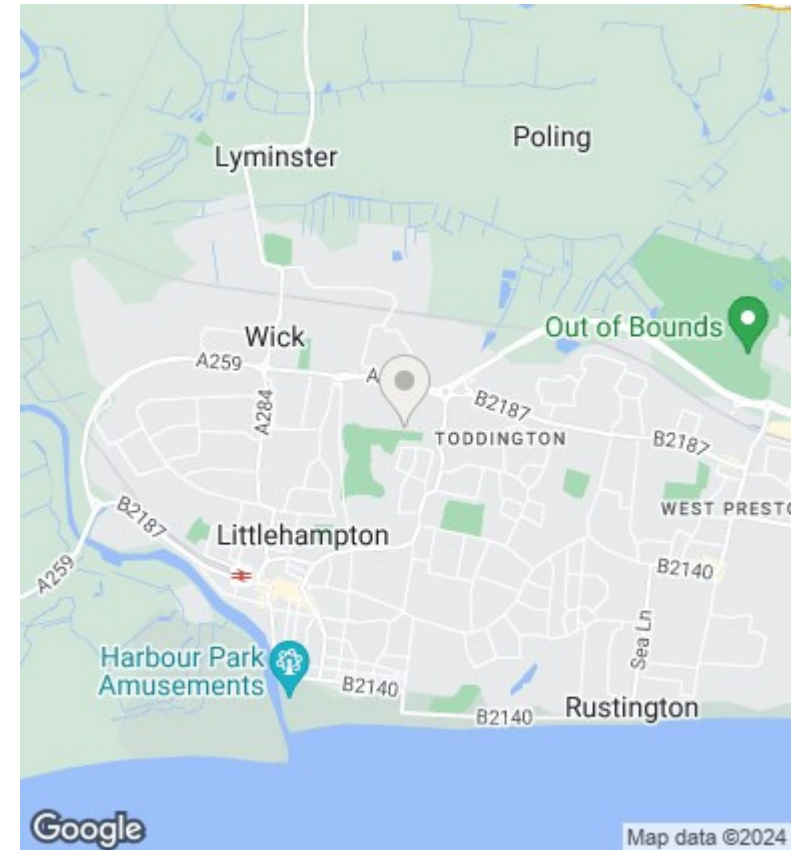 Poling
Lyminster
Out of Bounds
Wick
A259
A284
B2187
TODDINGTON
B2187
WEST PREST
B2187
Littlehampton
A259
B2140
Sea Ln
Harbour Park
Amusements
B2140
B2140
Rustington
Google
Map data ©2024